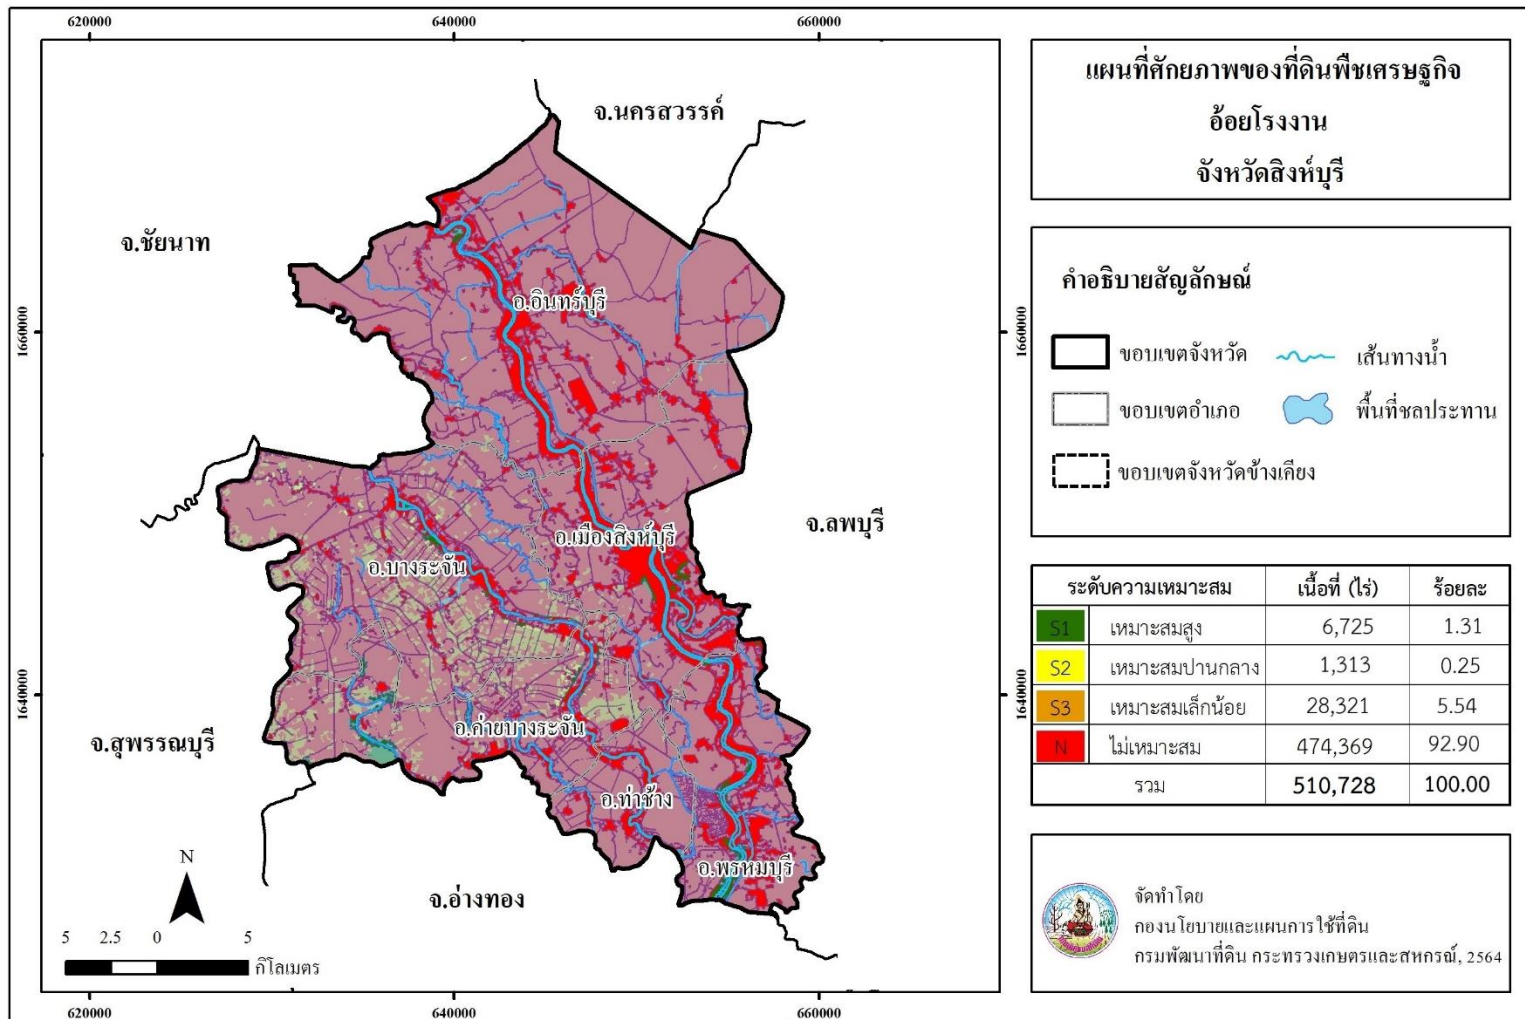 620000 640000 660000
แผนที่ศักยภาพของที่ดินพืชเศรษฐกิจ
อ้อยโรงงาน
จังหวัดสิงห์บุรี
จ.นครสวรรค์
จ.ชัยนาท
อ.อินทร์บุรี
1660000
1660000
จ.ลพบุรี
อ.เมืองสิงห์บุรี
อ.บางระจัน
1640000
1640000
จ.สุพรรณบุรี
อ.ค่ายบางระจัน
อ.ท่าช้าง
อ.พรหมบุรี
จ.อ่างทอง
N
5 2.5 0 5
กิโลเมตร
620000 640000 660000
คำอธิบายสัญลักษณ์
ขอบเขตจังหวัด เส้นทางน้ำ
ขอบเขตอำเภอ พื้นที่ชลประทาน
ขอบเขตจังหวัดข้างเคียง
ระดับความเหมาะสม เนื้อที่ (ไร่) ร้อยละ
S1 เหมาะสมสูง 6,725 1.31
S2 เหมาะสมปานกลาง 1,313 0.25
S3 เหมาะสมเล็กน้อย 28,321 5.54
N ไม่เหมาะสม 474,369 92.90
รวม 510,728 100.00
จัดทำโดย
กองนโยบายและแผนการใช้ที่ดิน
กรมพัฒนาที่ดิน กระทรวงเกษตรและสหกรณ์, 2564